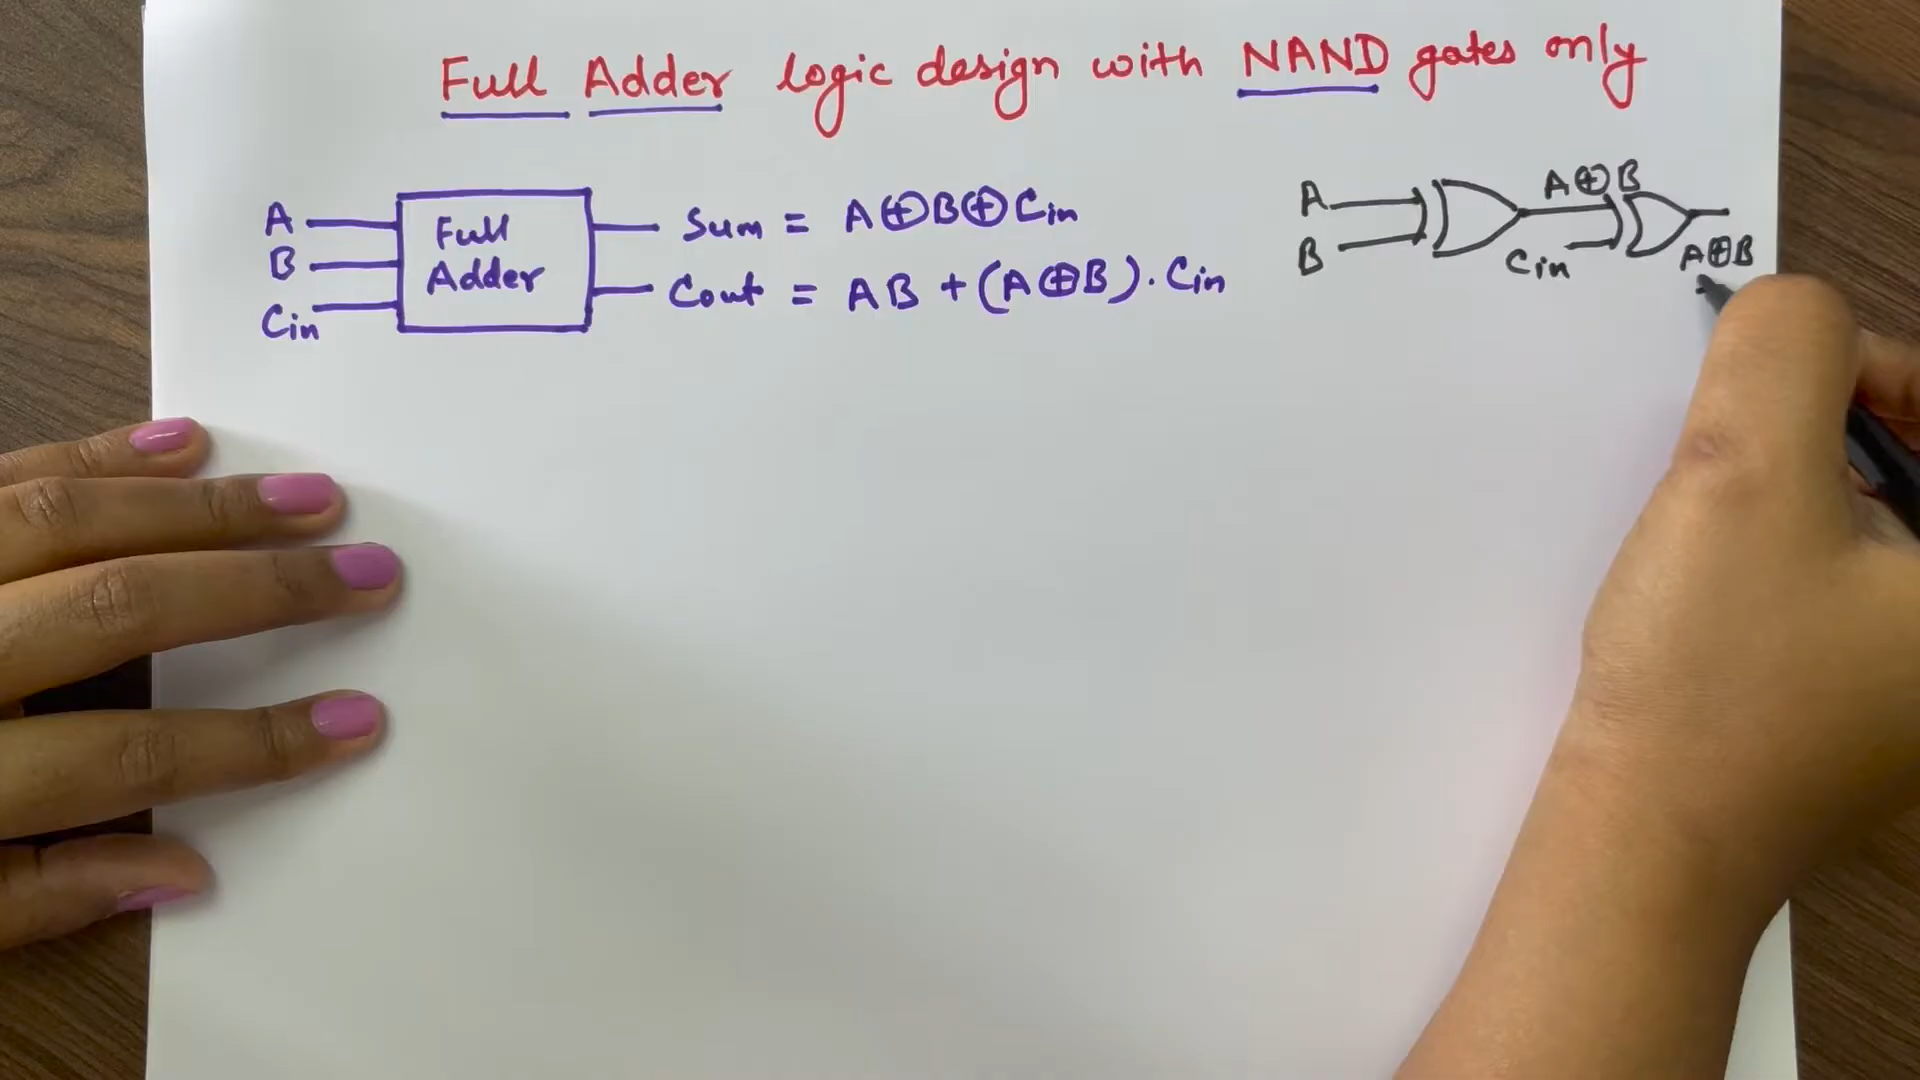 Full Adder logic design with NAND gates only
A
B
Cin
Full
Adder
Sum = A⊕B⊕Cin
Cout = AB + (A⊕B).Cin
A
B
A⊕B
Cin
A⊕B